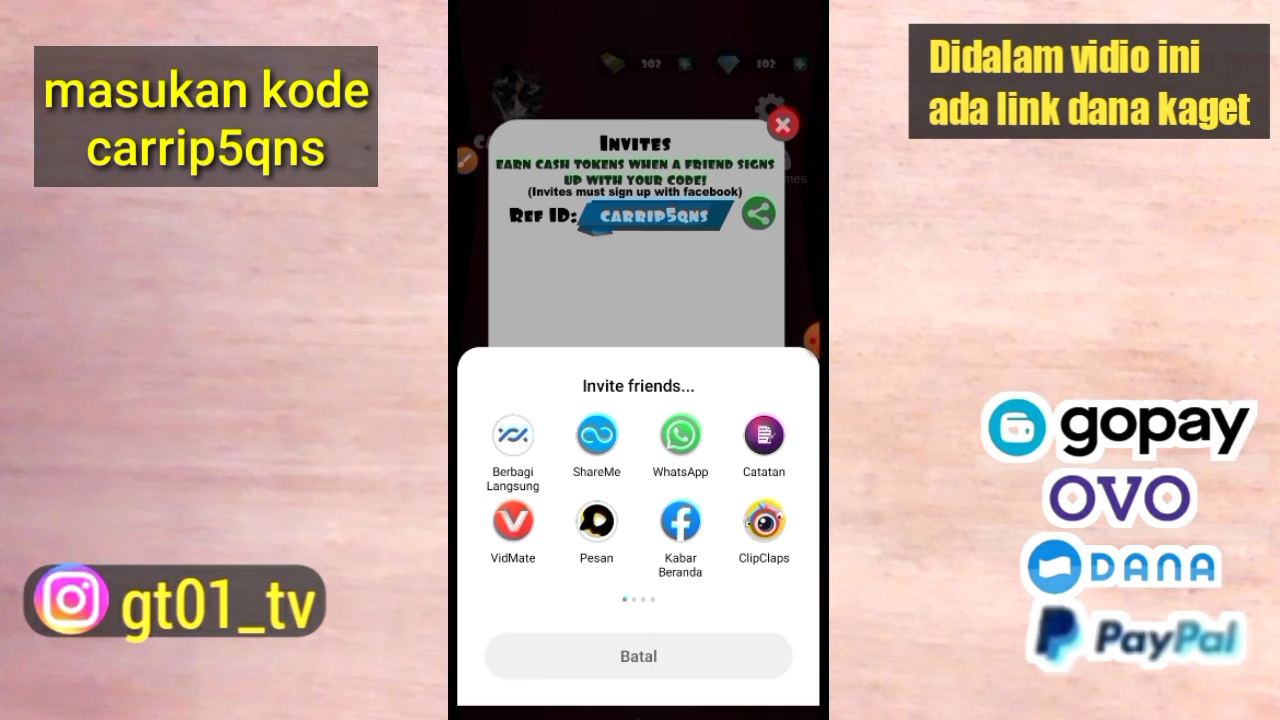 masukan kode
carrip5qns
Didalam vidio ini
ada link dana kaget
302
102
INVITES
EARN CASH TOKENS WHEN A FRIEND SIGNS
UP WITH YOUR CODE!
(Invites must sign up with facebook)
REF ID:
CARRIP5QNS
mes
Invite friends...
Berbagi
Langsung
ShareMe
WhatsApp
Catatan
VidMate
Pesan
Kabar
Beranda
ClipClaps
Batal
gt01_tv
gopay
OVO
DANA
PayPal